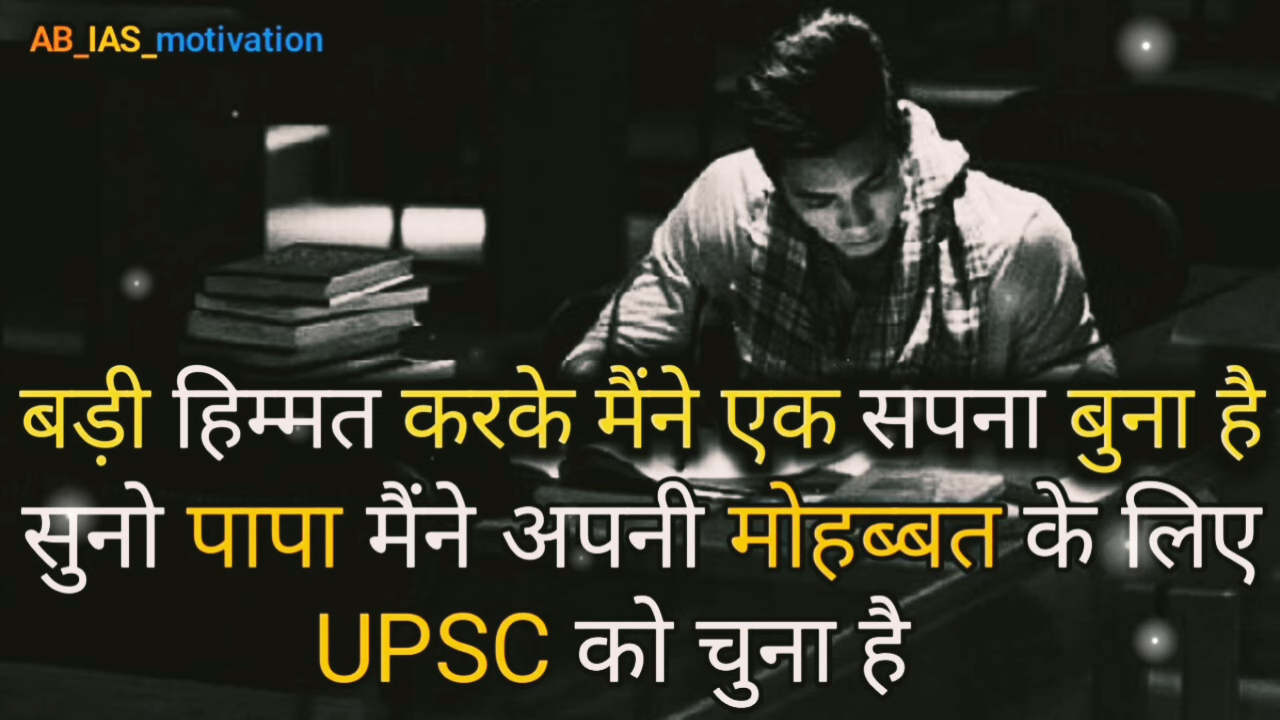 AB_IAS_motivation
बड़ी हिम्मत करके मैंने एक सपना बुना है
सुनो पापा मैंने अपनी मोहब्बत के लिए
UPSC को चुना है